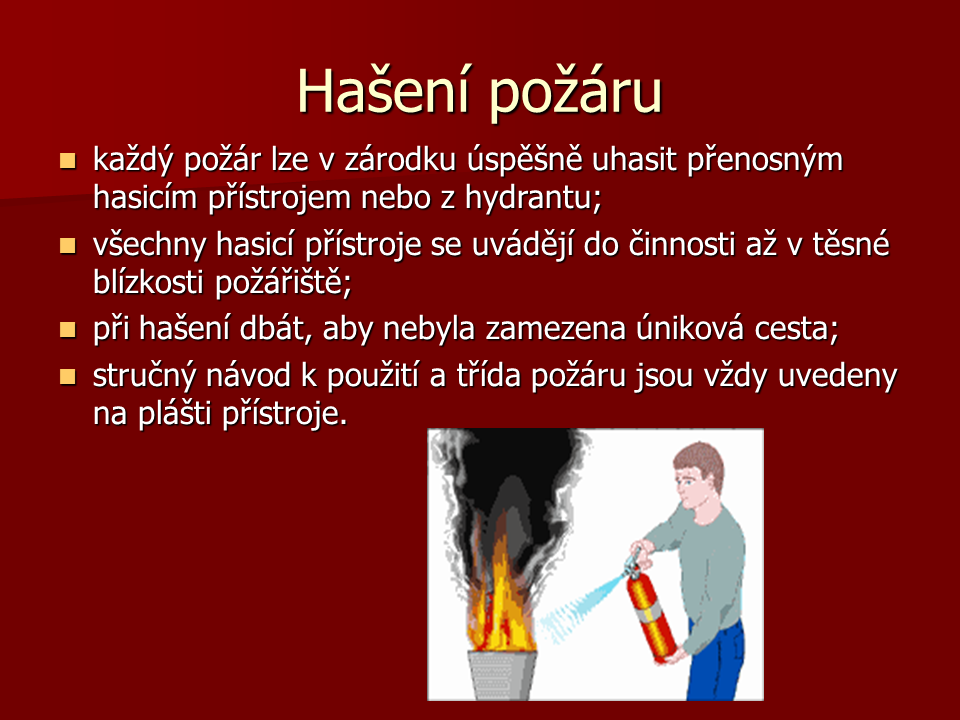 Hašení požáru
každý požár lze v zárodku úspěšně uhasit přenosným
hasicím přístrojem nebo z hydrantu;
všechny hasicí přístroje se uvádějí do činnosti až v těsné
blízkosti požářiště;
při hašení dbát, aby nebyla zamezena úniková cesta;
stručný návod k použití a třída požáru jsou vždy uvedeny
na plášti přístroje.